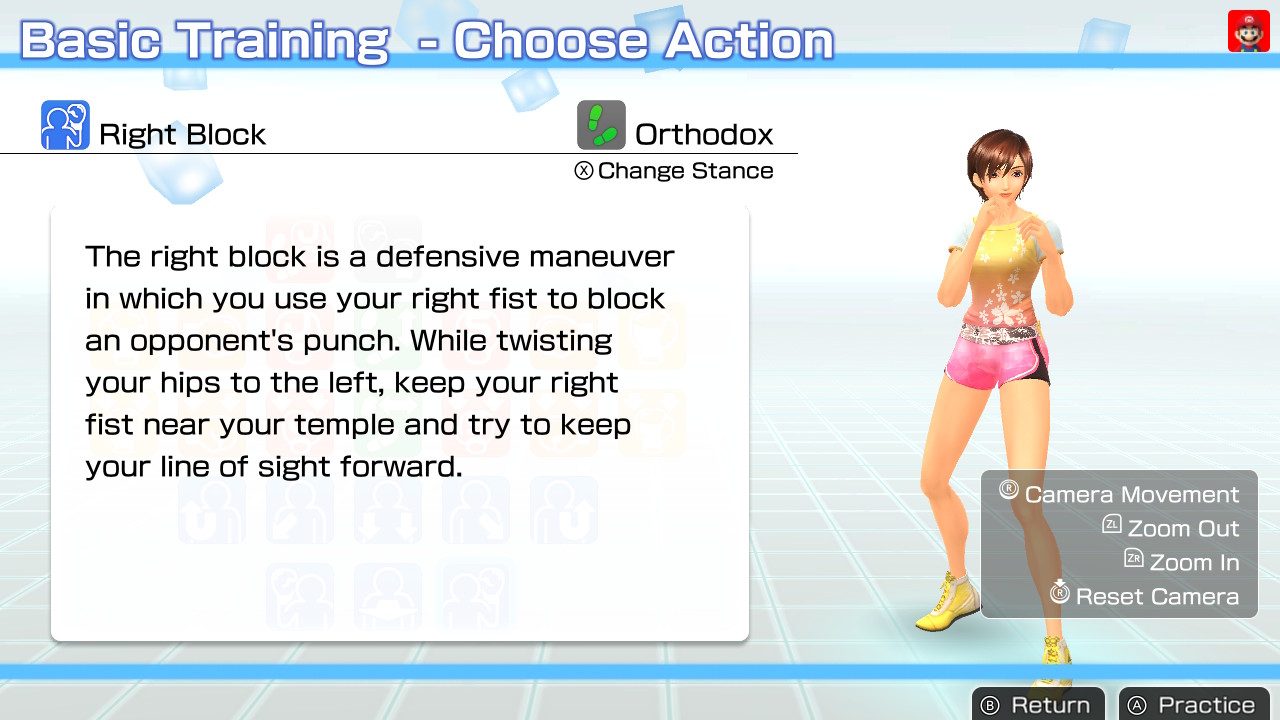 Basic Training - Choose Action
Right Block
Orthodox
X Change Stance
The right block is a defensive maneuver
in which you use your right fist to block
an opponent's punch. While twisting
your hips to the left, keep your right
fist near your temple and try to keep
your line of sight forward.
R Camera Movement
ZL Zoom Out
ZR Zoom In
R Reset Camera
B Return
A Practice